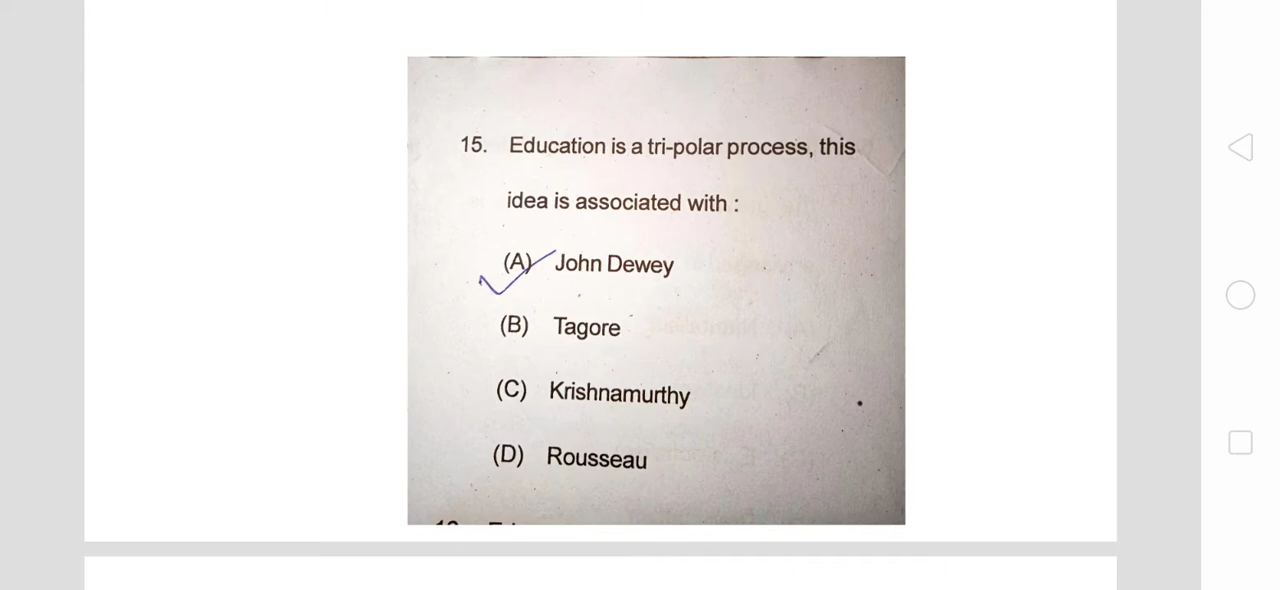 15. Education is a tri-polar process, this
idea is associated with :
(A) John Dewey
(B) Tagore
(C) Krishnamurthy
(D) Rousseau